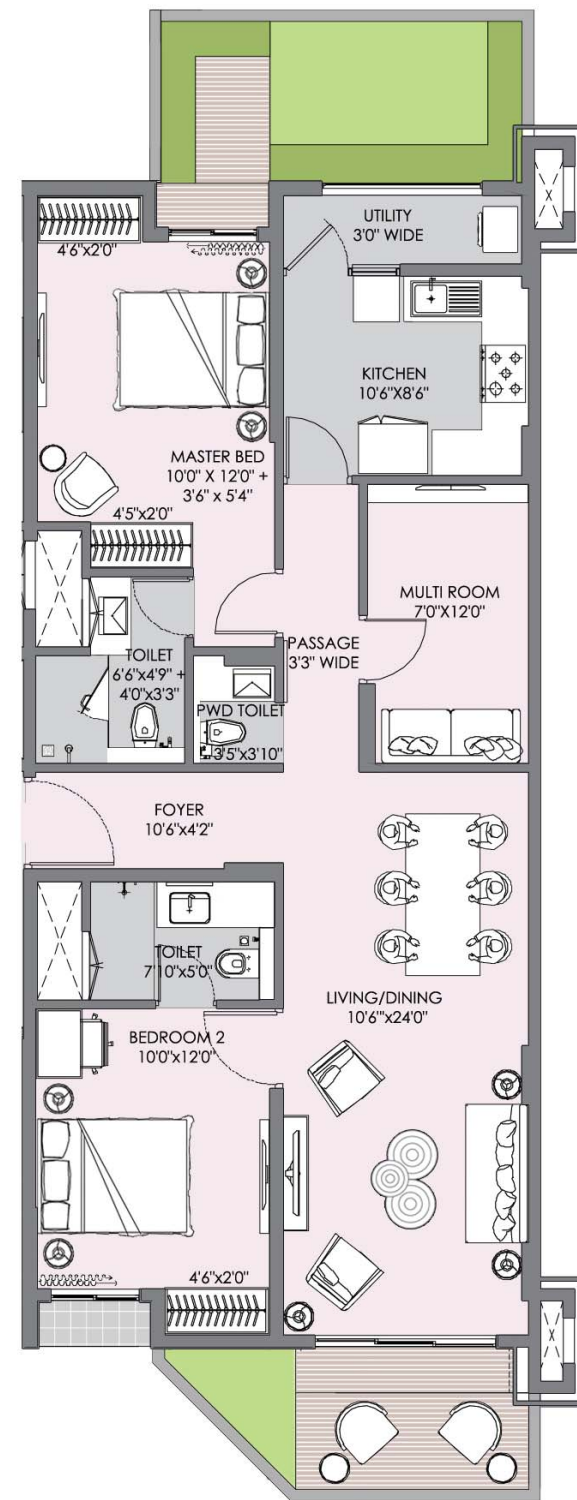 UTILITY
3'0" WIDE
4'6"x2'0"
KITCHEN
10'6"X8'6"
MASTER BED
10'0" X 12'0" +
3'6" x 5'4"
4'5"x2'0"
MULTI ROOM
7'0"X12'0"
PASSAGE
3'3" WIDE
TOILET
6'6"x4'9" +
4'0"x3'3"
PWD TOILET
3'5"x3'10"
FOYER
10'6"x4'2"
TOILET
7'10"x5'0"
LIVING/DINING
10'6"x24'0"
BEDROOM 2
10'0"x12'0"
4'6"x2'0"